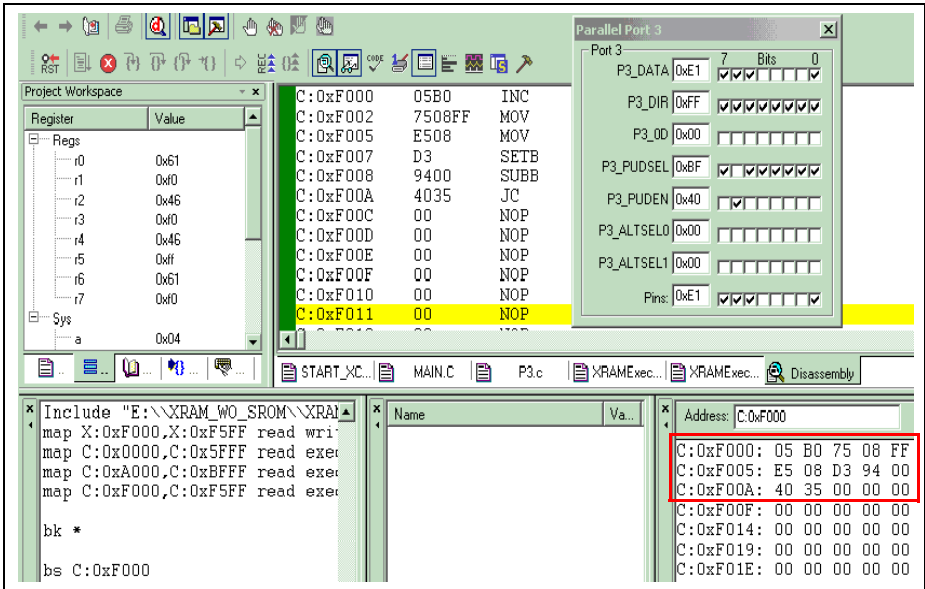 RST
CODE
Project Workspace
Register Value
Regs
r0 0x61
r1 0xf0
r2 0x46
r3 0xf0
r4 0x46
r5 0xff
r6 0x61
r7 0xf0
Sys
a 0x04
C:0xF000 05B0 INC
C:0xF002 7508FF MOV
C:0xF005 E508 MOV
C:0xF007 D3 SETB
C:0xF008 9400 SUBB
C:0xF00A 4035 JC
C:0xF00C 00 NOP
C:0xF00D 00 NOP
C:0xF00E 00 NOP
C:0xF00F 00 NOP
C:0xF010 00 NOP
C:0xF011 00 NOP
Parallel Port 3
Port 3
7 Bits 0
P3_DATA 0xE1
P3_DIR 0xFF
P3_OD 0x00
P3_PUDSEL 0xBF
P3_PUDEN 0x40
P3_ALTSEL0 0x00
P3_ALTSEL1 0x00
Pins: 0xE1
START_XC... MAIN.C P3.c XRAMExec... XRAMExec... Disassembly
Include "E:\\XRAM_WO_SROM\\XRAM
map X:0xF000,X:0xF5FF read writ
map C:0x0000,C:0x5FFF read exec
map C:0xA000,C:0xBFFF read exec
map C:0xF000,C:0xF5FF read exec
bk *
bs C:0xF000
Name Va...
Address: C:0xF000
C:0xF000: 05 B0 75 08 FF
C:0xF005: E5 08 D3 94 00
C:0xF00A: 40 35 00 00 00
C:0xF00F: 00 00 00 00 00
C:0xF014: 00 00 00 00 00
C:0xF019: 00 00 00 00 00
C:0xF01E: 00 00 00 00 00